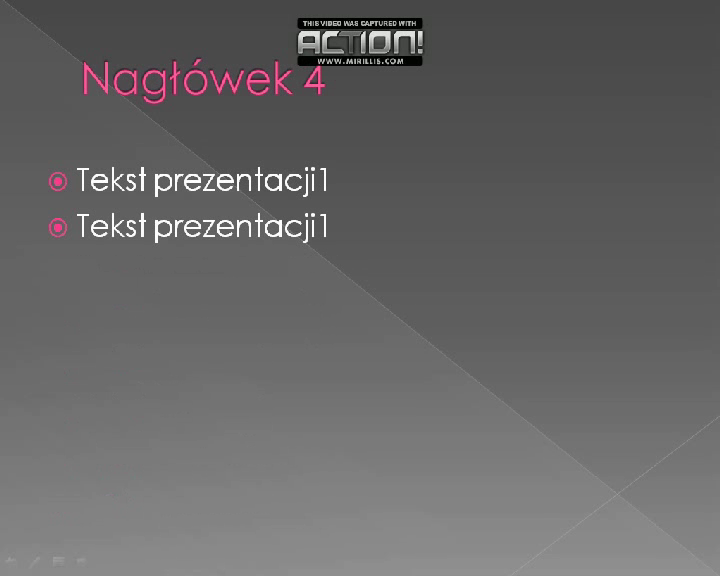 THIS VIDEO WAS CAPTURED WITH
ACTION!
WWW.MIRILLIS.COM
Nagłówek 4
Tekst prezentacji1
Tekst prezentacji1